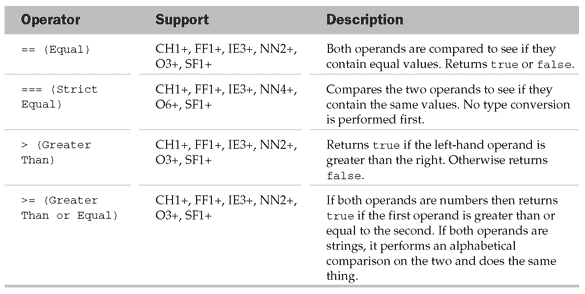 Operator Support Description
== (Equal) CH1+, FF1+, IE3+, NN2+, Both operands are compared to see if they
O3+, SF1+ contain equal values. Returns true or false.
=== (Strict CH1+, FF1+, IE3+, NN4+, Compares the two operands to see if they
Equal) O6+, SF1+ contain the same values. No type conversion
is performed first.
> (Greater CH1+, FF1+, IE3+, NN2+, Returns true if the left-hand operand is
Than) O3+, SF1+ greater than the right. Otherwise returns
false.
>= (Greater CH1+, FF1+, IE3+, NN2+, If both operands are numbers then returns
Than or Equal) O3+, SF1+ true if the first operand is greater than or
equal to the second. If both operands are
strings, it performs an alphabetical
comparison on the two and does the same
thing.